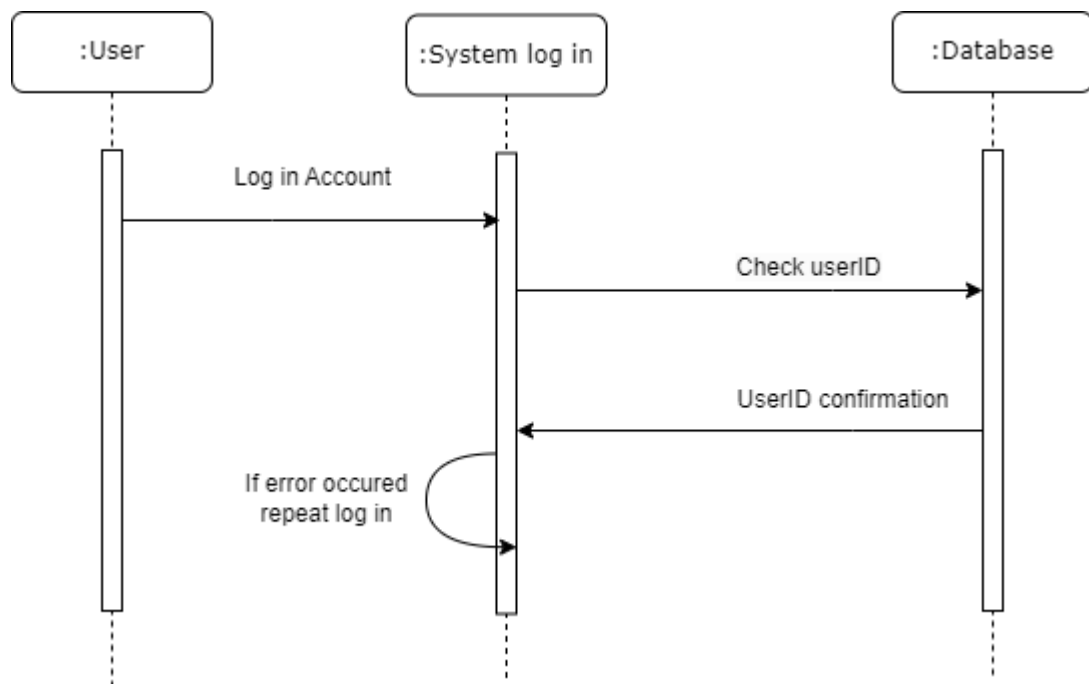 :User
:System log in
:Database
Log in Account
Check userID
UserID confirmation
If error occured
repeat log in